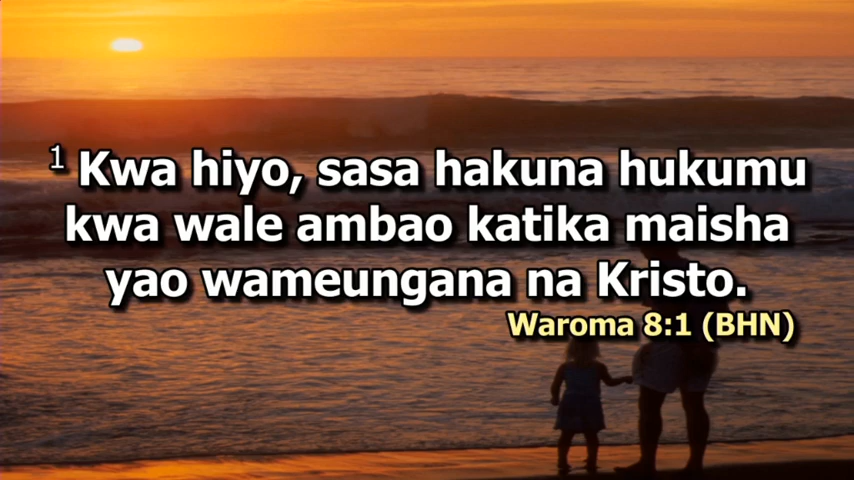 1 Kwa hiyo, sasa hakuna hukumu
kwa wale ambao katika maisha
yao wameungana na Kristo.
Waroma 8:1 (BHN)